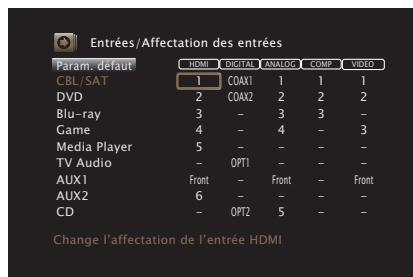 Entrées/Affectation des entrées
Param. défaut HDMI DIGITAL ANALOG COMP VIDEO
CBL/SAT 1 COAX1 1 1 1
DVD 2 COAX2 2 2 2
Blu-ray 3 – 3 3 –
Game 4 – 4 – 3
Media Player 5 – – – –
TV Audio – OPT1 – – –
AUX1 Front – Front – Front
AUX2 6 – – – –
CD – OPT2 5 – –
Change l'affectation de l'entrée HDMI